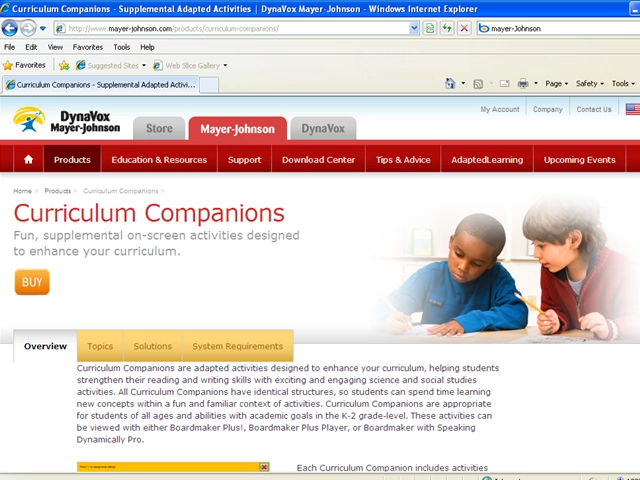 Curriculum Companions - Supplemental Adapted Activities | DynaVox Mayer-Johnson - Windows Internet Explorer
http://www.mayer-johnson.com/products/curriculum-companions/
mayer-Johnson
File Edit View Favorites Tools Help
Favorites Suggested Sites Web Slice Gallery
Curriculum Companions - Supplemental Adapted Activi...
Page Safety Tools
My Account Company Contact Us
DynaVox
Mayer-Johnson
Store Mayer-Johnson DynaVox
Products Education & Resources Support Download Center Tips & Advice AdaptedLearning Upcoming Events
Home » Products » Curriculum Companions »
Curriculum Companions
Fun, supplemental on-screen activities designed
to enhance your curriculum.
BUY
Overview Topics Solutions System Requirements
Curriculum Companions are adapted activities designed to enhance your curriculum, helping students
strengthen their reading and writing skills with exciting and engaging science and social studies
activities. All Curriculum Companions have identical structures, so students can spend time learning
new concepts within a fun and familiar context of activities. Curriculum Companions are appropriate
for students of all ages and abilities with academic goals in the K-2 grade-level. These activities can
be viewed with either Boardmaker Plus!, Boardmaker Plus Player, or Boardmaker with Speaking
Dynamically Pro.
Each Curriculum Companion includes activities